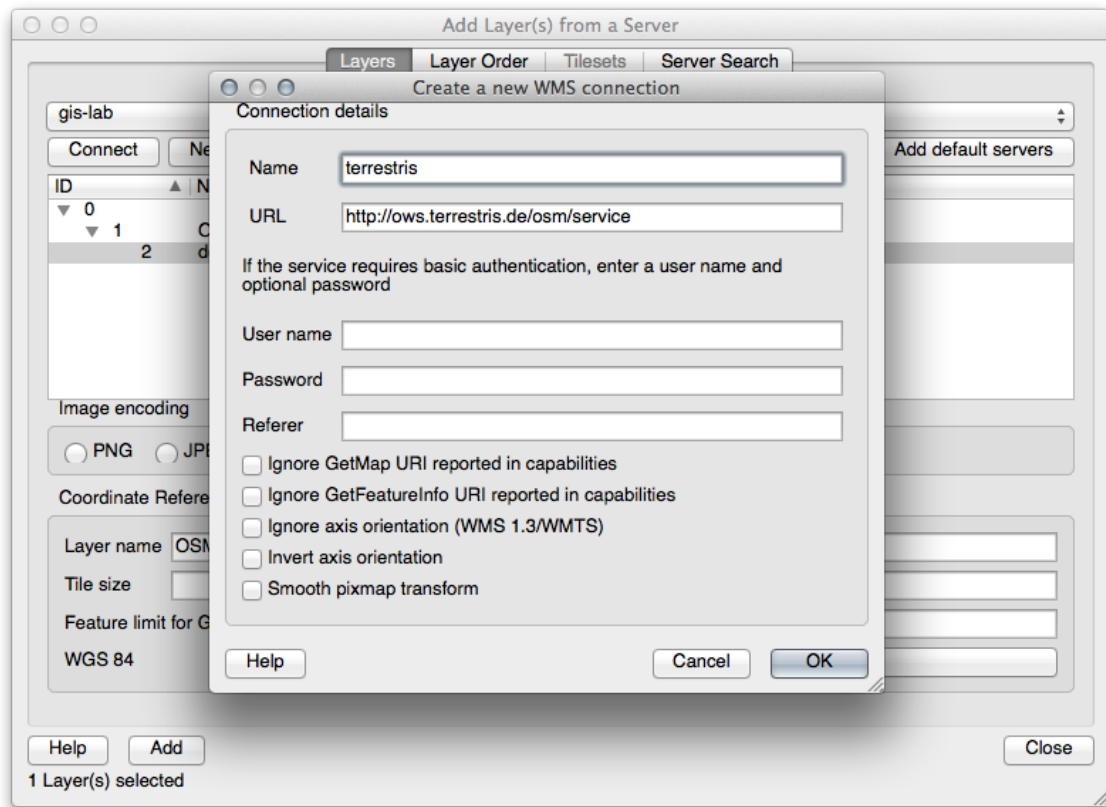 Add Layer(s) from a Server
Layers Layer Order Tilesets Server Search
gis-lab
Connect Ne Add default servers
ID N
0
1 C
2 d
Image encoding
PNG JPE
Coordinate Refere
Layer name OSM
Tile size
Feature limit for G
WGS 84
Help Add Close
1 Layer(s) selected
Create a new WMS connection
Connection details
Name terrestris
URL http://ows.terrestris.de/osm/service
If the service requires basic authentication, enter a user name and
optional password
User name
Password
Referer
Ignore GetMap URI reported in capabilities
Ignore GetFeatureInfo URI reported in capabilities
Ignore axis orientation (WMS 1.3/WMTS)
Invert axis orientation
Smooth pixmap transform
Help Cancel OK